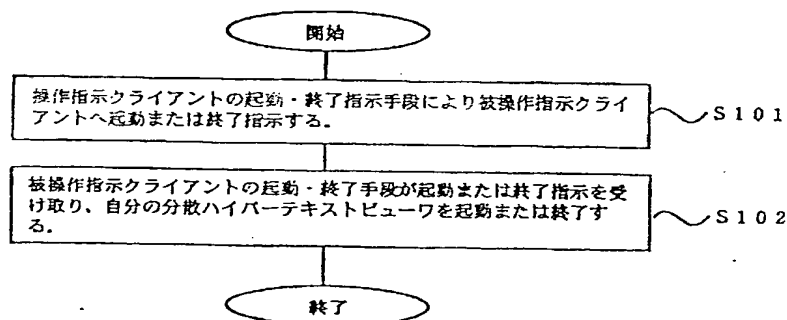 開始
操作指示クライアントの起動・終了指示手段により被操作指示クライ
アントへ起動または終了指示する。
S101
被操作指示クライアントの起動・終了手段が起動または終了指示を受
け取り、自分の分散ハイパーテキストビューワを起動または終了す
る。
S102
終了